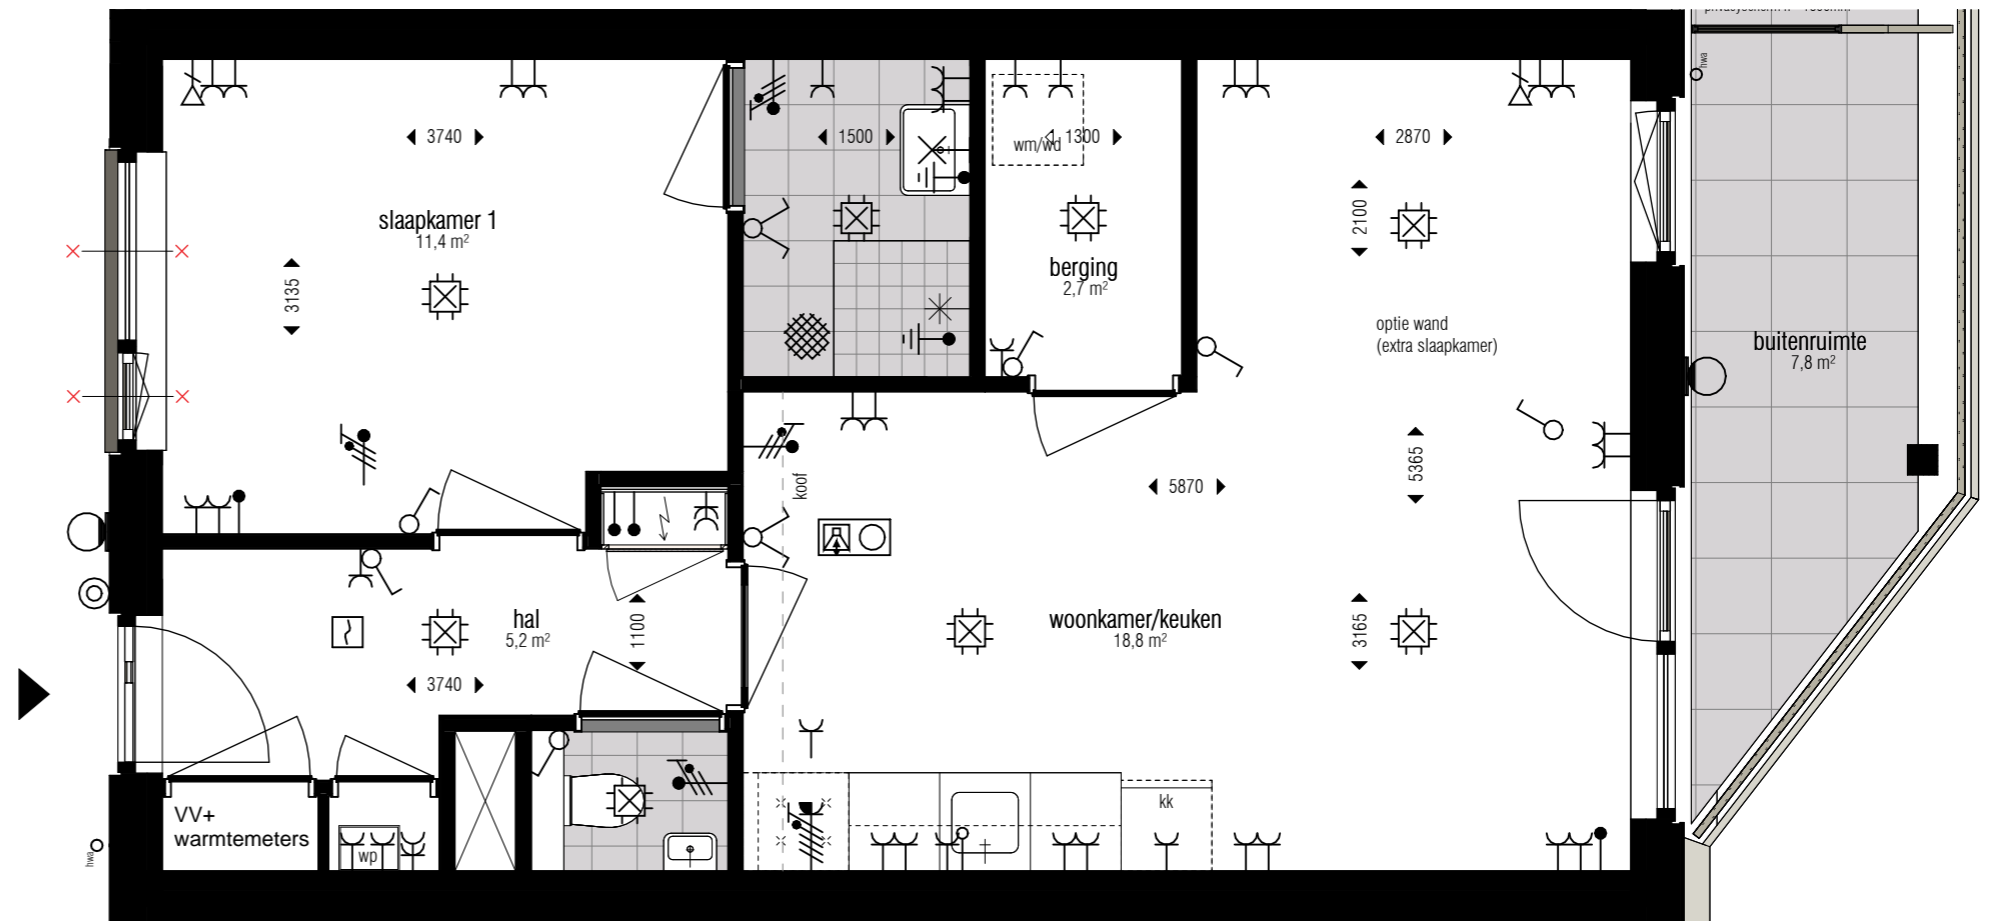 hwa
3740
1500
1300
wm/wd
2870
2100
slaapkamer 1
11,4 m²
3135
berging
2,7 m²
optie wand
(extra slaapkamer)
buitenruimte
7,8 m²
koof
5870
5365
hal
5,2 m²
1100
woonkamer/keuken
18,8 m²
3165
3740
VV+
warmtemeters
wp
kk
hwa